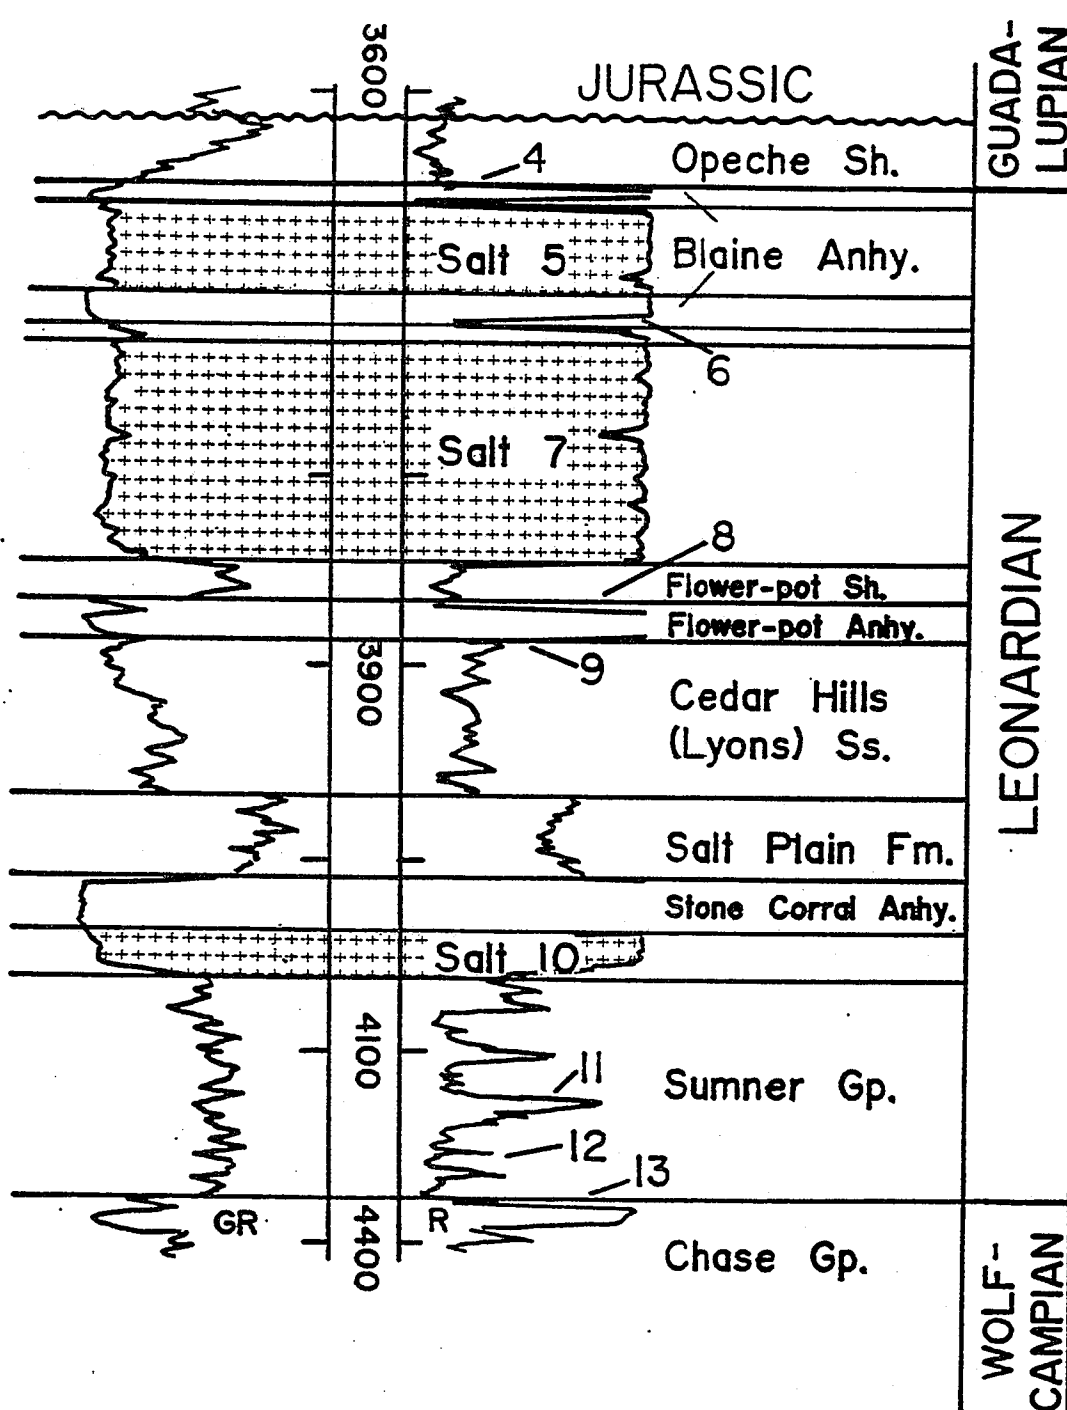 GUADA-
LUPIAN
3600
JURASSIC
Opeche Sh.
4
Salt 5
Blaine Anhy.
6
Salt 7
8
Flower-pot Sh.
Flower-pot Anhy.
9
3900
Cedar Hills
(Lyons) Ss.
LEONARDIAN
Salt Plain Fm.
Stone Corral Anhy.
Salt 10
4100
11
Sumner Gp.
12
13
GR
R
4400
Chase Gp.
WOLF-
CAMPIAN